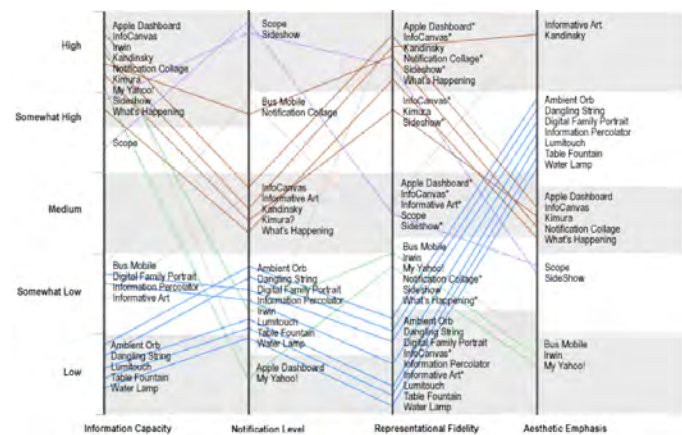 High
Somewhat High
Medium
Somewhat Low
Low
Apple Dashboard
InfoCanvas
Irwin
Kandinsky
Notification Collage
Kimura
My Yahoo!
Sideshow
What's Happening
Scope
Bus Mobile
Digital Family Portrait
Information Percolator
Informative Art
Ambient Orb
Dangling String
Lumitouch
Table Fountain
Water Lamp
Information Capacity
Scope
Sideshow
Bus Mobile
Notification Collage
InfoCanvas
Informative Art
Kandinsky
Kimura?
What's Happening
Ambient Orb
Dangling String
Digital Family Portrait
Information Percolator
Irwin
Lumitouch
Table Fountain
Water Lamp
Apple Dashboard
My Yahoo!
Notification Level
Apple Dashboard*
InfoCanvas*
Kandinsky
Notification Collage*
Sideshow*
What's Happening
InfoCanvas*
Kimura
Sideshow*
Apple Dashboard*
InfoCanvas*
Informative Art*
Scope
Sideshow*
Bus Mobile
Irwin
My Yahoo!
Notification Collage*
Sideshow
What's Happening*
Ambient Orb
Dangling String
Digital Family Portrait
InfoCanvas*
Information Percolator
Informative Art*
Lumitouch
Table Fountain
Water Lamp
Representational Fidelity
Informative Art
Kandinsky
Ambient Orb
Dangling String
Digital Family Portrait
Information Percolator
Lumitouch
Table Fountain
Water Lamp
Apple Dashboard
InfoCanvas
Kimura
Notification Collage
What's Happening
Scope
SideShow
Bus Mobile
Irwin
My Yahoo!
Aesthetic Emphasis